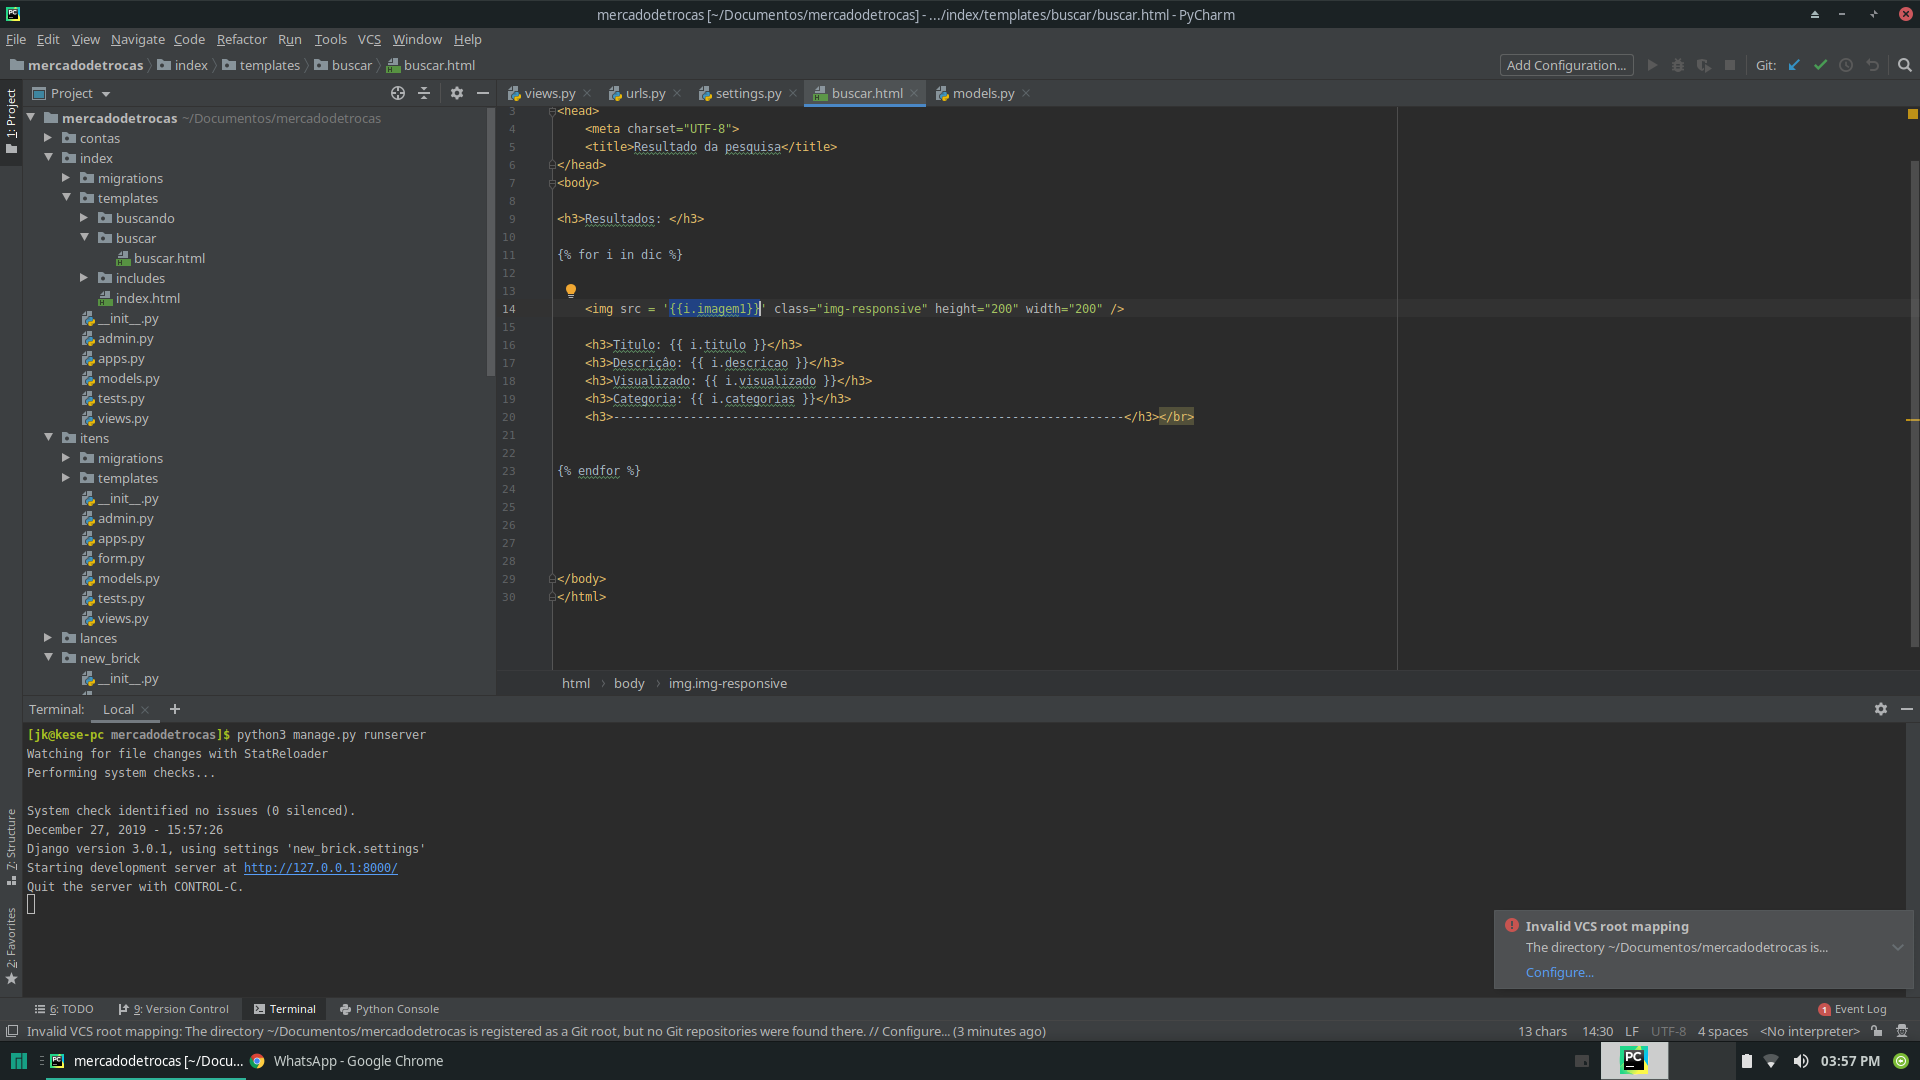 mercadodetrocas [~/Documentos/mercadodetrocas] - .../index/templates/buscar/buscar.html - PyCharm
File Edit View Navigate Code Refactor Run Tools VCS Window Help
mercadodetrocas index templates buscar buscar.html
Add Configuration... Git:
1: Project
Project
views.py urls.py settings.py buscar.html models.py
mercadodetrocas ~/Documentos/mercadodetrocas
contas
index
migrations
templates
buscando
buscar
buscar.html
includes
index.html
__init__.py
admin.py
apps.py
models.py
tests.py
views.py
itens
migrations
templates
__init__.py
admin.py
apps.py
form.py
models.py
tests.py
views.py
lances
new_brick
__init__.py
3 <head>
4 <meta charset="UTF-8">
5 <title>Resultado da pesquisa</title>
6 </head>
7 <body>
8
9 <h3>Resultados: </h3>
10
11 {% for i in dic %}
12
13
14 <img src = '{{i.imagem1}}' class="img-responsive" height="200" width="200" />
15
16 <h3>Titulo: {{ i.titulo }}</h3>
17 <h3>Descrição: {{ i.descricao }}</h3>
18 <h3>Visualizado: {{ i.visualizado }}</h3>
19 <h3>Categoria: {{ i.categorias }}</h3>
20 <h3>-------------------------------------------------------------------------</h3></br>
21
22
23 {% endfor %}
24
25
26
27
28
29 </body>
30 </html>
html body img.img-responsive
Terminal: Local +
[jk@kese-pc mercadodetrocas]$ python3 manage.py runserver
Watching for file changes with StatReloader
Performing system checks...
System check identified no issues (0 silenced).
December 27, 2019 - 15:57:26
Django version 3.0.1, using settings 'new_brick.settings'
Starting development server at http://127.0.0.1:8000/
Quit the server with CONTROL-C.
7: Structure
2: Favorites
Invalid VCS root mapping
The directory ~/Documentos/mercadodetrocas is...
Configure...
6: TODO 9: Version Control Terminal Python Console 1 Event Log
Invalid VCS root mapping: The directory ~/Documentos/mercadodetrocas is registered as a Git root, but no Git repositories were found there. // Configure... (3 minutes ago) 13 chars 14:30 LF UTF-8 4 spaces <No interpreter>
mercadodetrocas [~/Docu... WhatsApp - Google Chrome PC 03:57 PM